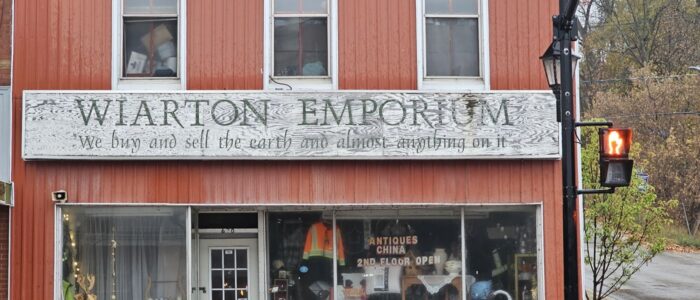 WIARTON EMPORIUM
We buy and sell the earth and almost anything on it
ANTIQUES
CHINA
2ND FLOOR OPEN